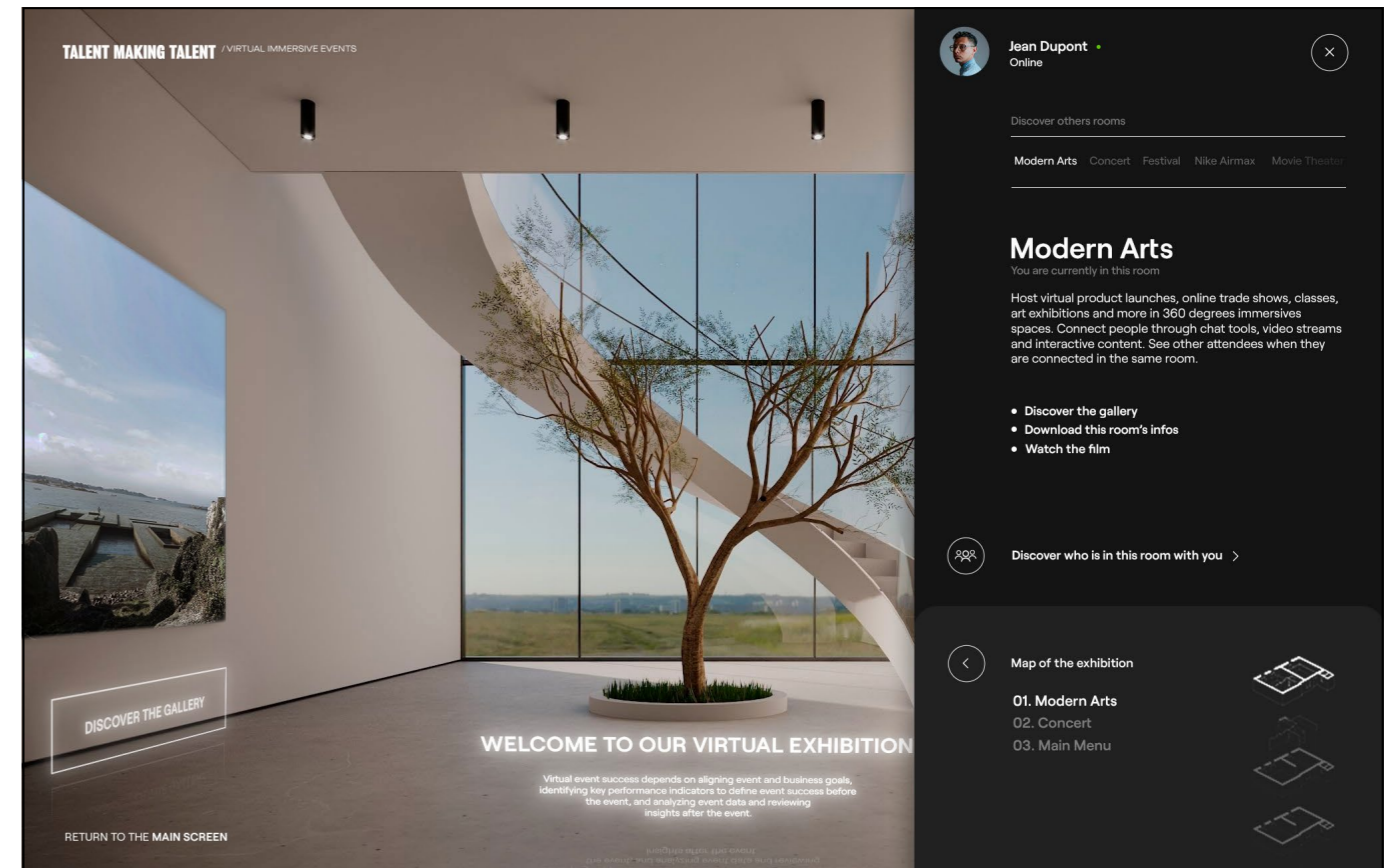 TALENT MAKING TALENT / VIRTUAL IMMERSIVE EVENTS
DISCOVER THE GALLERY
WELCOME TO OUR VIRTUAL EXHIBITION
Virtual event success depends on aligning event and business goals,
identifying key performance indicators to define event success before
the event, and analyzing event data and reviewing
insights after the event.
RETURN TO THE MAIN SCREEN
Jean Dupont
Online
Discover others rooms
Modern Arts Concert Festival Nike Airmax Movie Theater
Modern Arts
You are currently in this room
Host virtual product launches, online trade shows, classes,
art exhibitions and more in 360 degrees immersives
spaces. Connect people through chat tools, video streams
and interactive content. See other attendees when they
are connected in the same room.
• Discover the gallery
• Download this room’s infos
• Watch the film
Discover who is in this room with you >
Map of the exhibition
01. Modern Arts
02. Concert
03. Main Menu